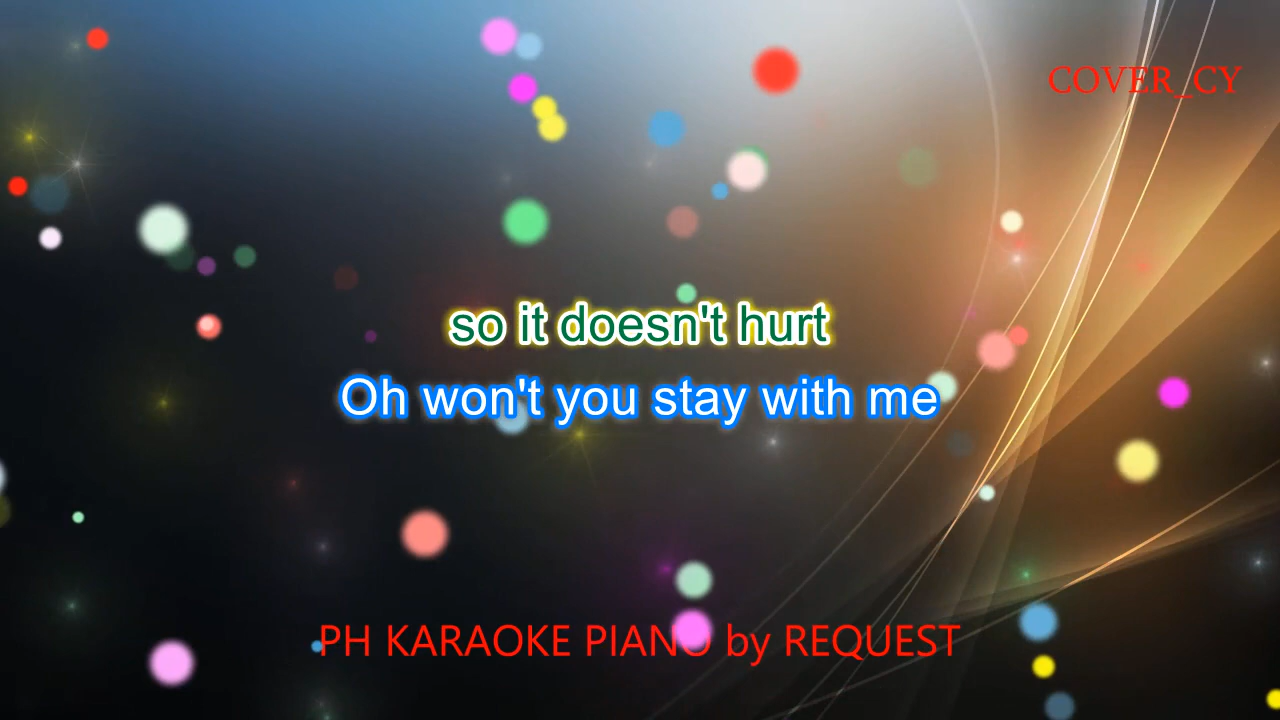 COVER_CY
so it doesn't hurt
Oh won't you stay with me
PH KARAOKE PIANO by REQUEST